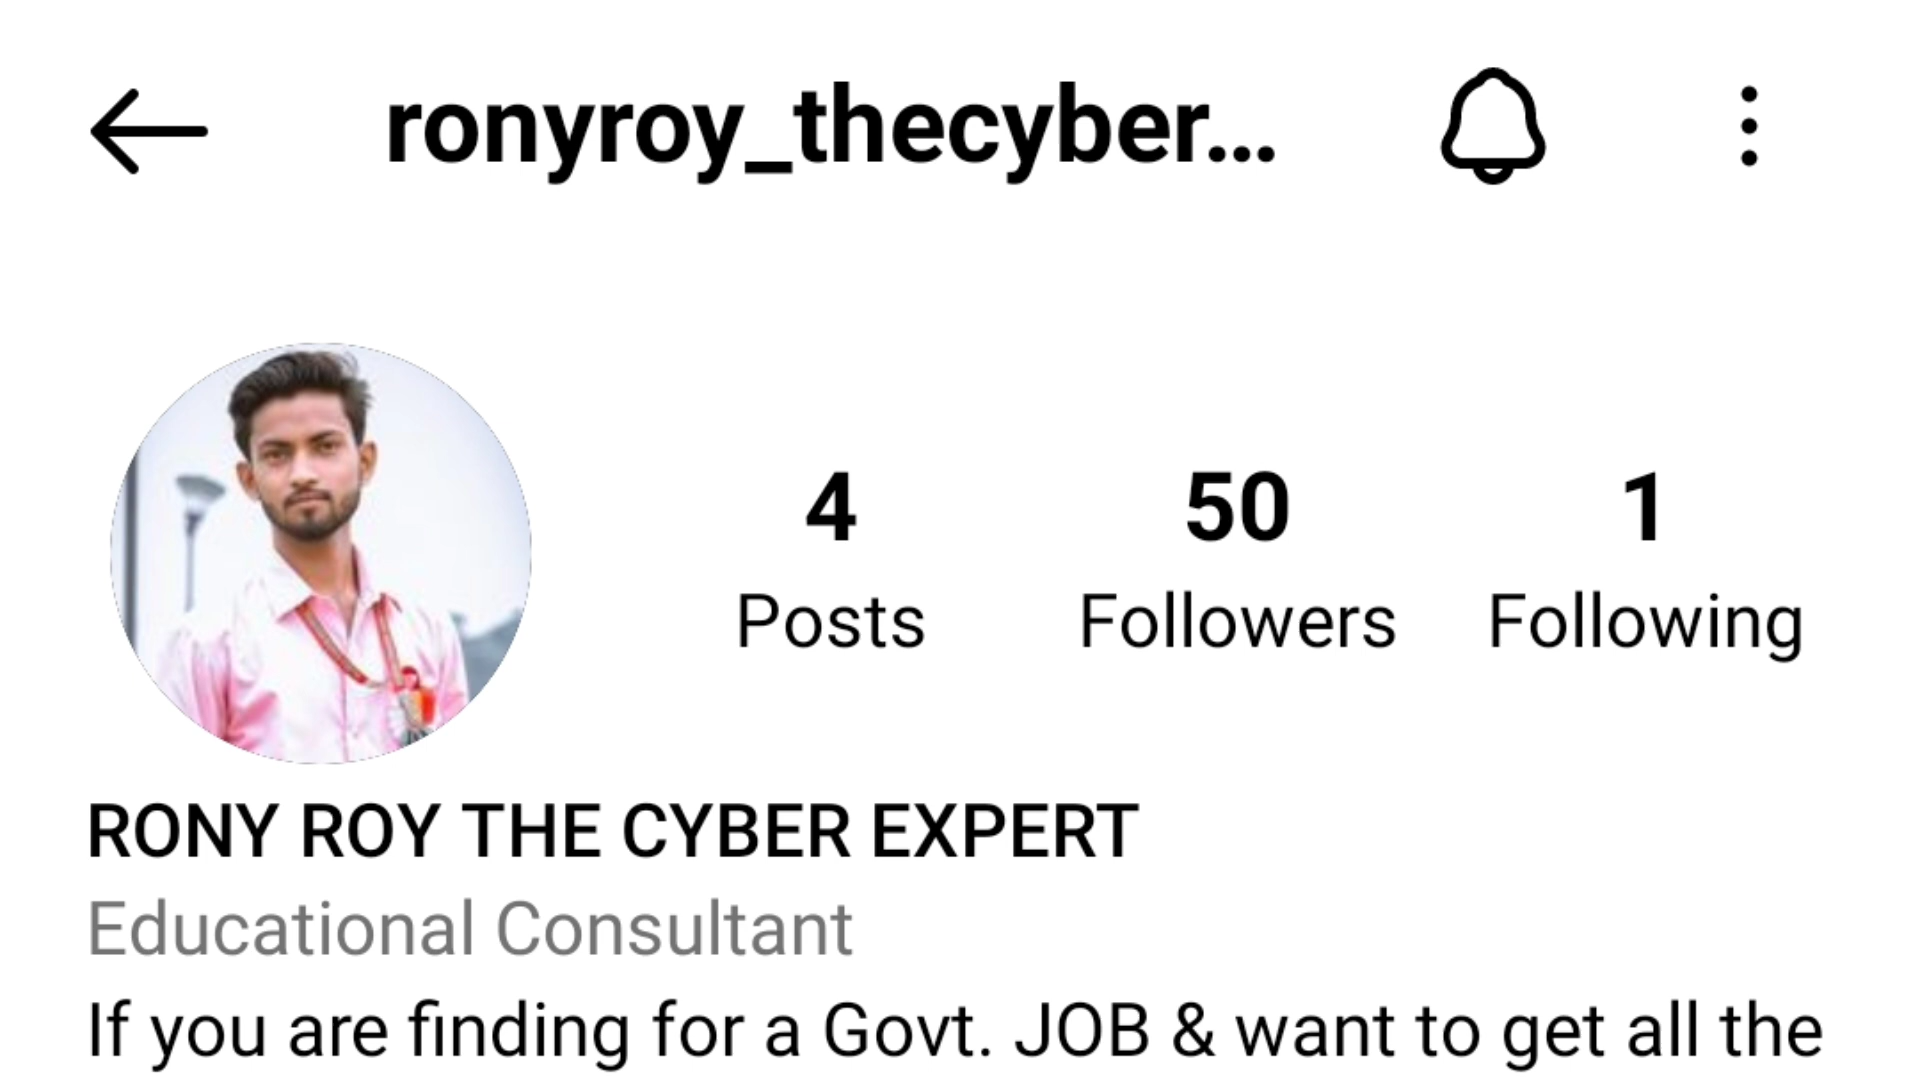 ronyroy_thecyber...
4 50 1
Posts Followers Following
RONY ROY THE CYBER EXPERT
Educational Consultant
If you are finding for a Govt. JOB & want to get all the